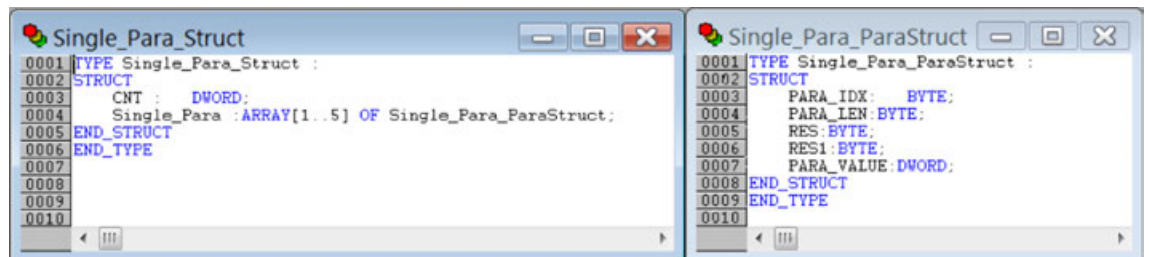 Single_Para_Struct
0001 TYPE Single_Para_Struct :
0002 STRUCT
0003 CNT : DWORD;
0004 Single_Para :ARRAY[1..5] OF Single_Para_ParaStruct;
0005 END_STRUCT
0006 END_TYPE
0007
0008
0009
0010
Single_Para_ParaStruct
0001 TYPE Single_Para_ParaStruct :
0002 STRUCT
0003 PARA_IDX: BYTE;
0004 PARA_LEN:BYTE;
0005 RES:BYTE;
0006 RES1:BYTE;
0007 PARA_VALUE:DWORD;
0008 END_STRUCT
0009 END_TYPE
0010